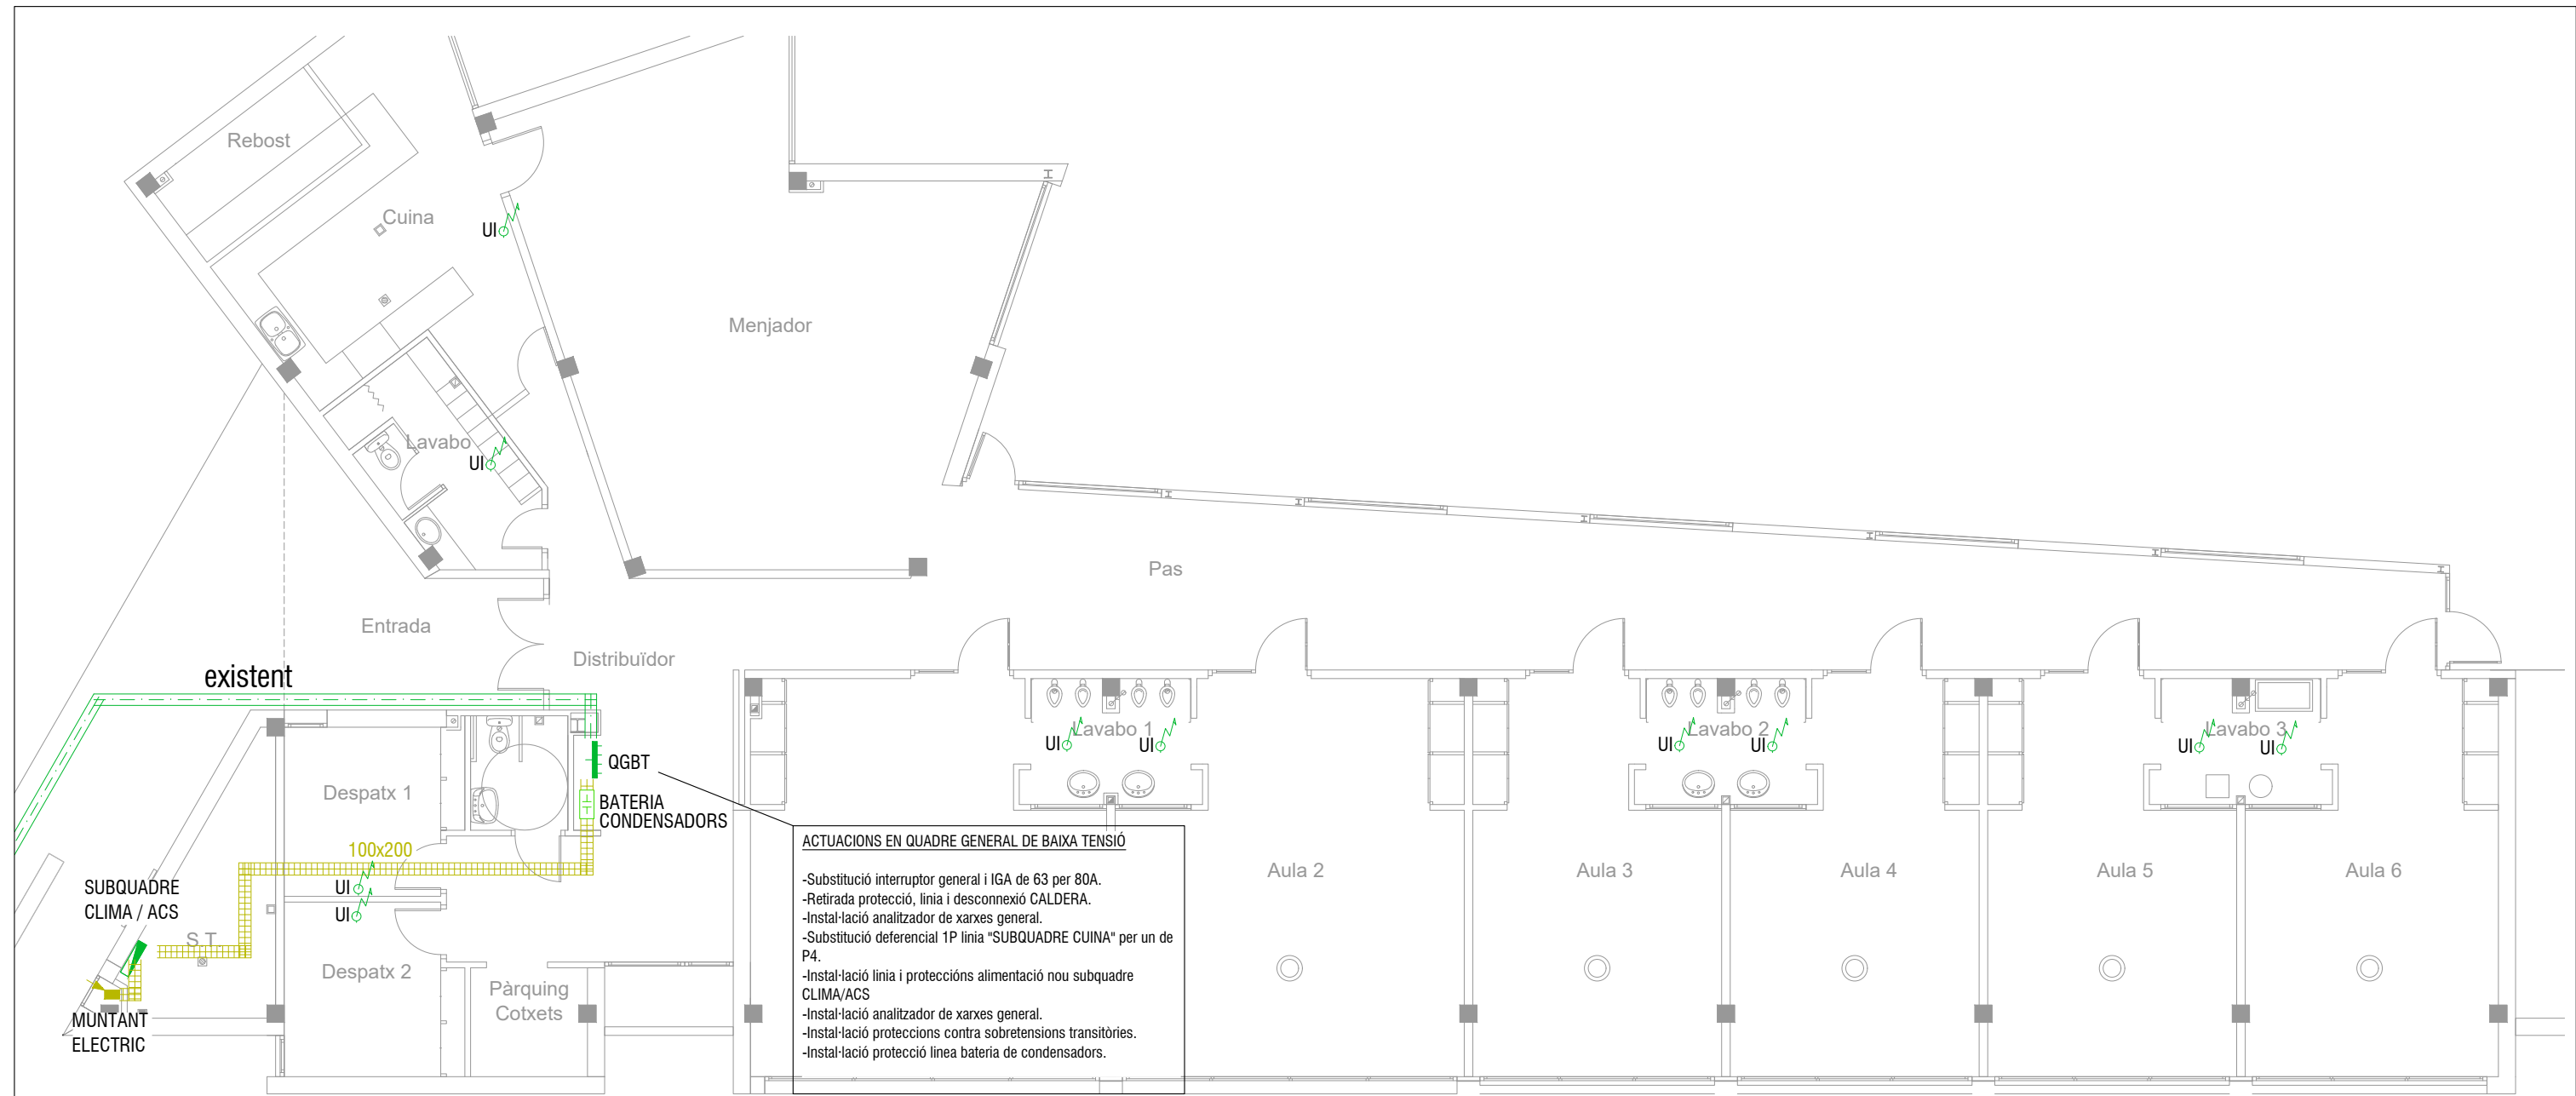 Rebost
Cuina
UI
Menjador
Lavabo
UI
Pas
Entrada
Distribuïdor
existent
Lavabo 1
UI
UI
Lavabo 2
UI
UI
Lavabo 3
UI
UI
QGBT
Despatx 1
BATERIA
CONDENSADORS
100x200
UI
UI
SUBQUADRE
CLIMA / ACS
S.T.
Despatx 2
Pàrquing
Cotxets
MUNTANT
ELECTRIC
ACTUACIONS EN QUADRE GENERAL DE BAIXA TENSIÓ
-Substitució interruptor general i IGA de 63 per 80A.
-Retirada protecció, linia i desconnexió CALDERA.
-Instal·lació analitzador de xarxes general.
-Substitució deferencial 1P linia "SUBQUADRE CUINA" per un de
P4.
-Instal·lació linia i proteccións alimentació nou subquadre
CLIMA/ACS
-Instal·lació analitzador de xarxes general.
-Instal·lació proteccions contra sobretensions transitòries.
-Instal·lació protecció linea bateria de condensadors.
Aula 2
Aula 3
Aula 4
Aula 5
Aula 6